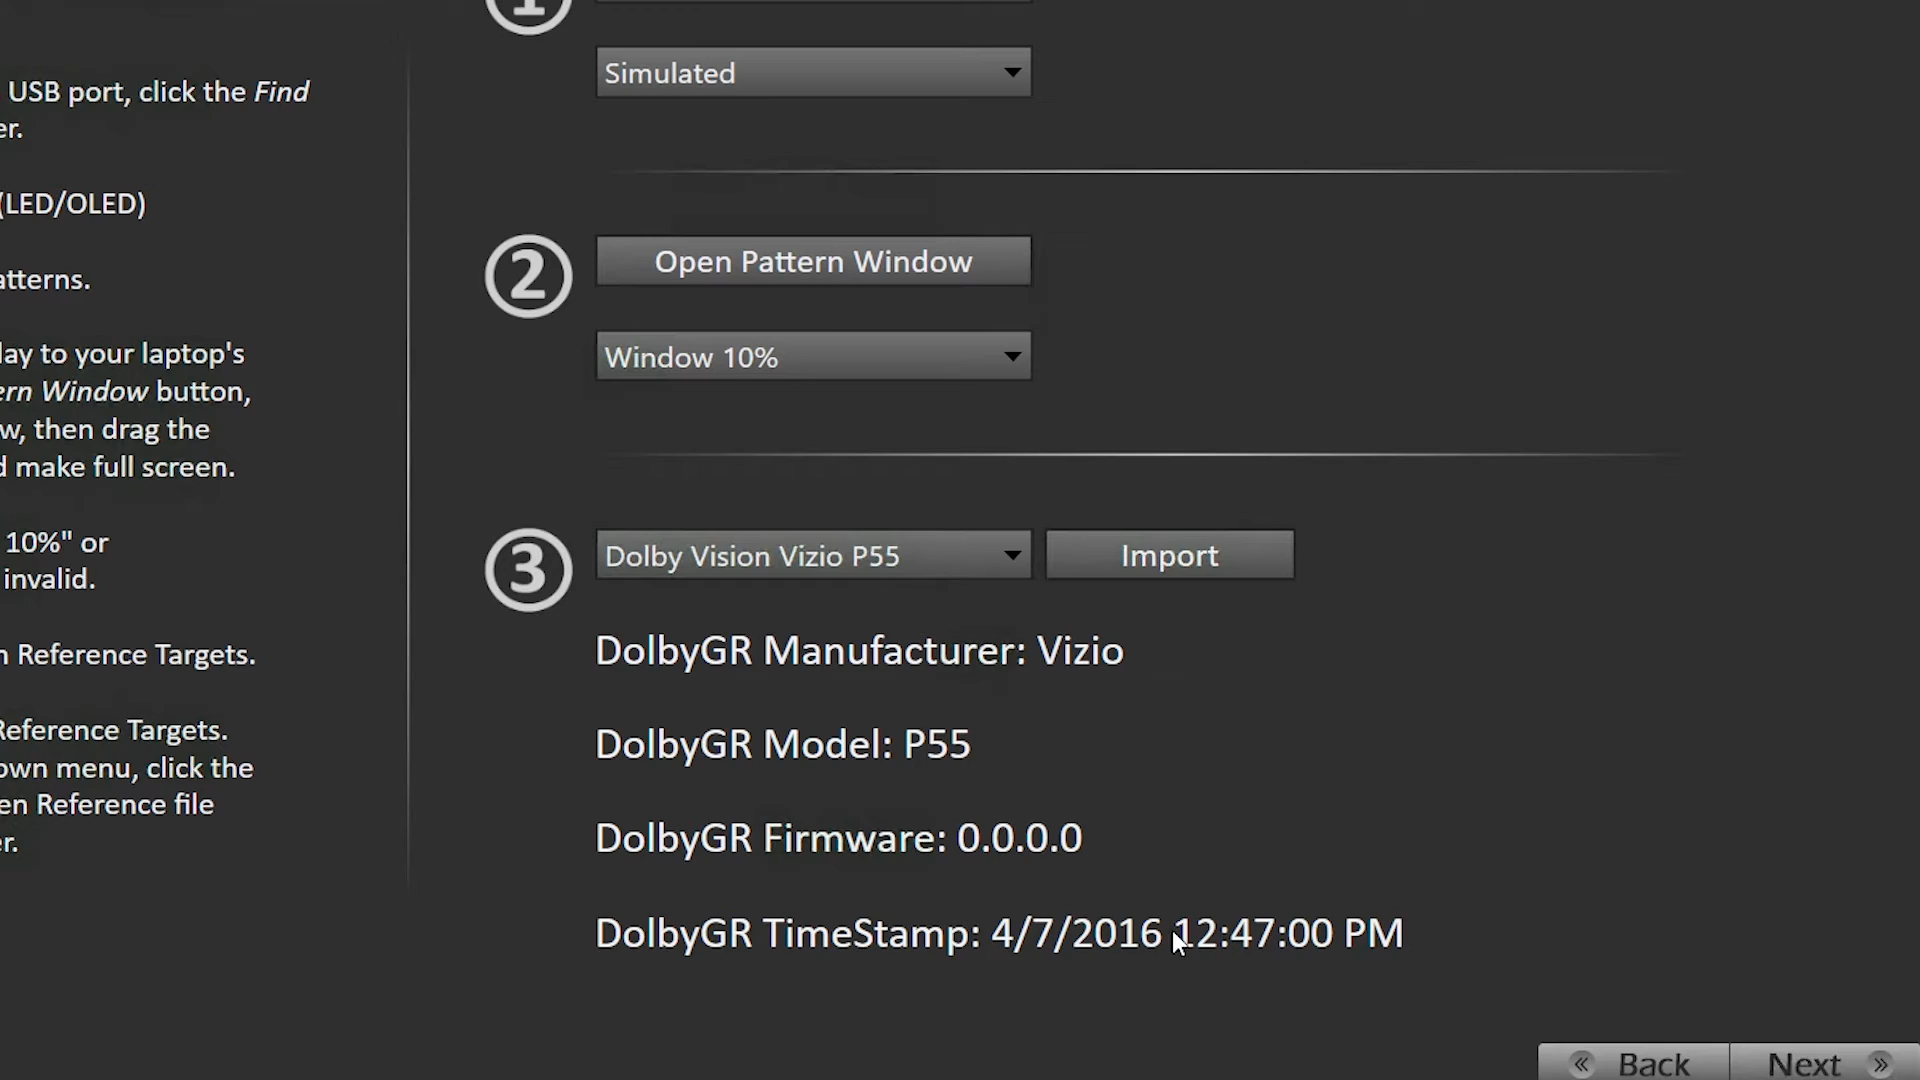 USB port, click the Find
er.
(LED/OLED)
atterns.
lay to your laptop's
ern Window button,
w, then drag the
d make full screen.
10%" or
invalid.
n Reference Targets.
Reference Targets.
own menu, click the
en Reference file
er.
1
Simulated
2
Open Pattern Window
Window 10%
3
Dolby Vision Vizio P55
Import
DolbyGR Manufacturer: Vizio
DolbyGR Model: P55
DolbyGR Firmware: 0.0.0.0
DolbyGR TimeStamp: 4/7/2016 12:47:00 PM
« Back
Next »